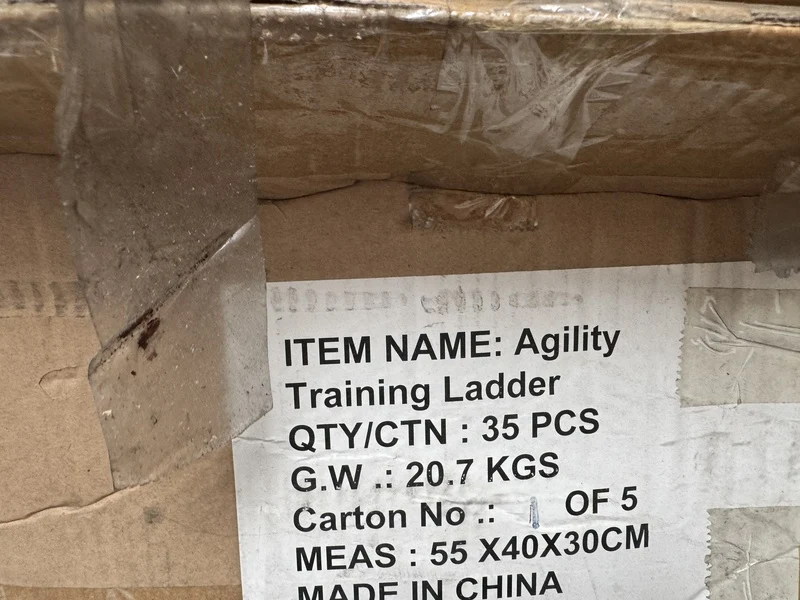 ITEM NAME: Agility
Training Ladder
QTY/CTN : 35 PCS
G.W .: 20.7 KGS
Carton No .: 1 OF 5
MEAS : 55 X40X30CM
MADE IN CHINA